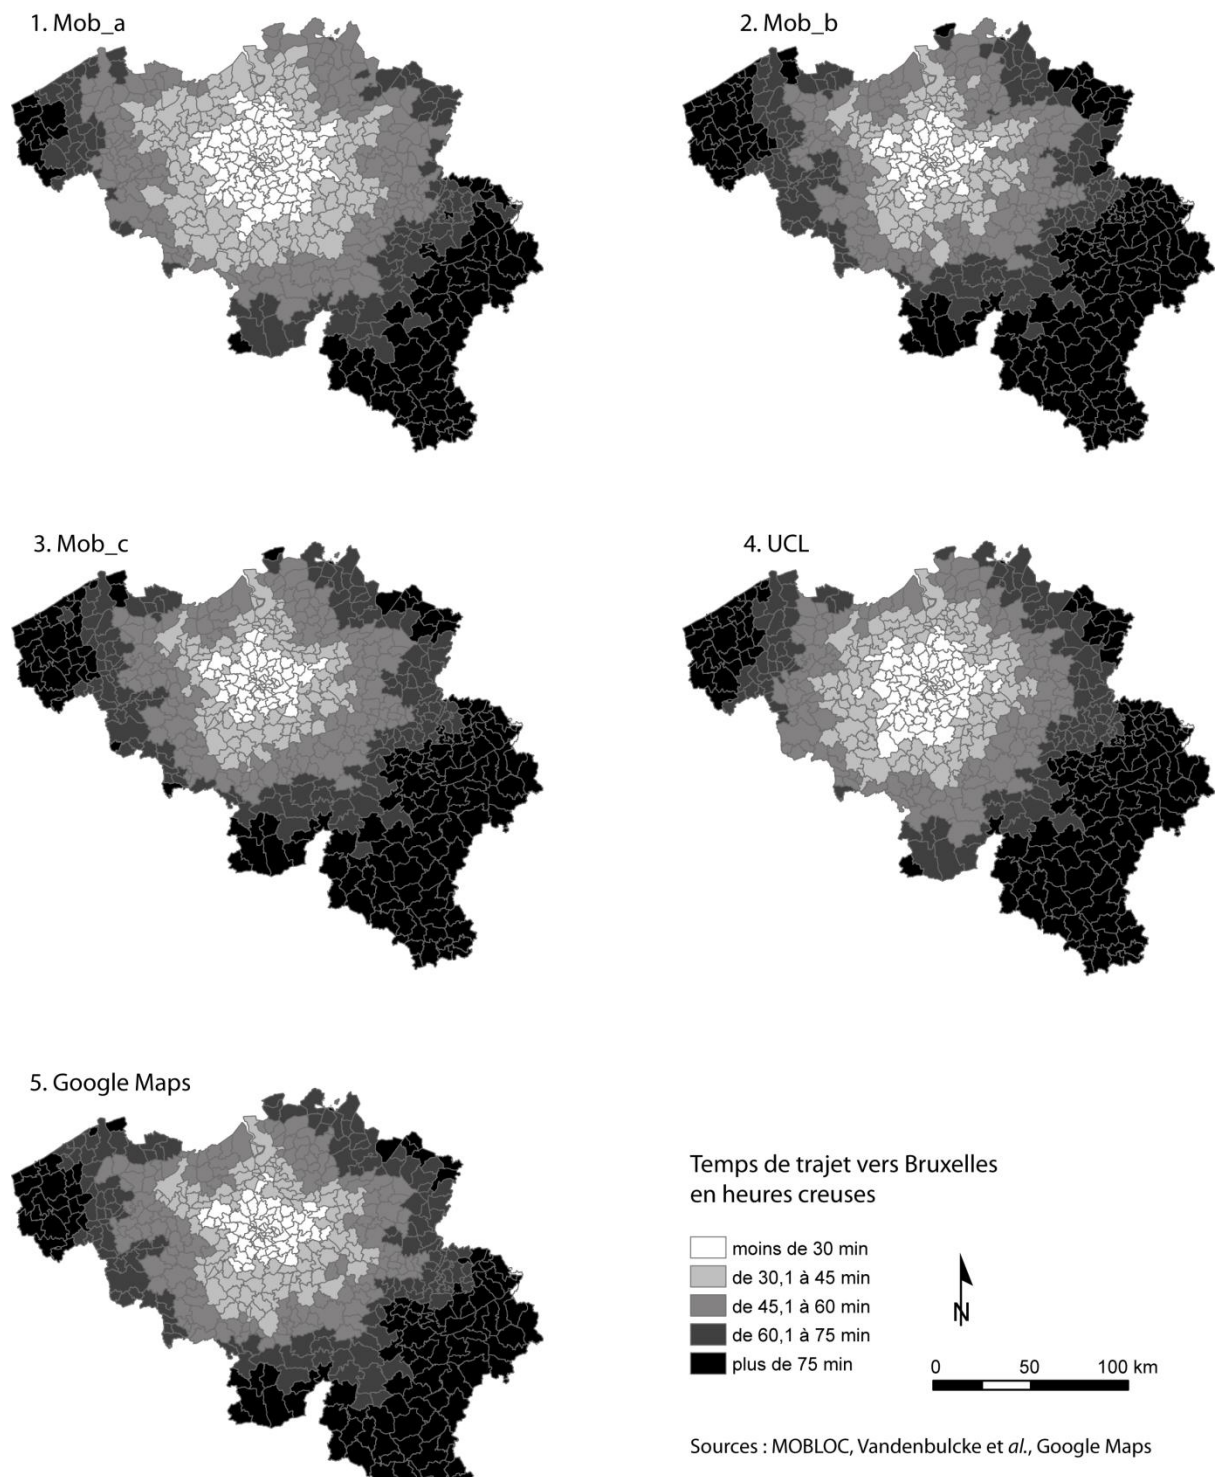 1. Mob_a
2. Mob_b
3. Mob_c
4. UCL
5. Google Maps
Temps de trajet vers Bruxelles
en heures creuses
moins de 30 min
de 30,1 à 45 min
de 45,1 à 60 min
de 60,1 à 75 min
plus de 75 min
N
0 50 100 km
Sources : MOBLOC, Vandenbulcke et al., Google Maps